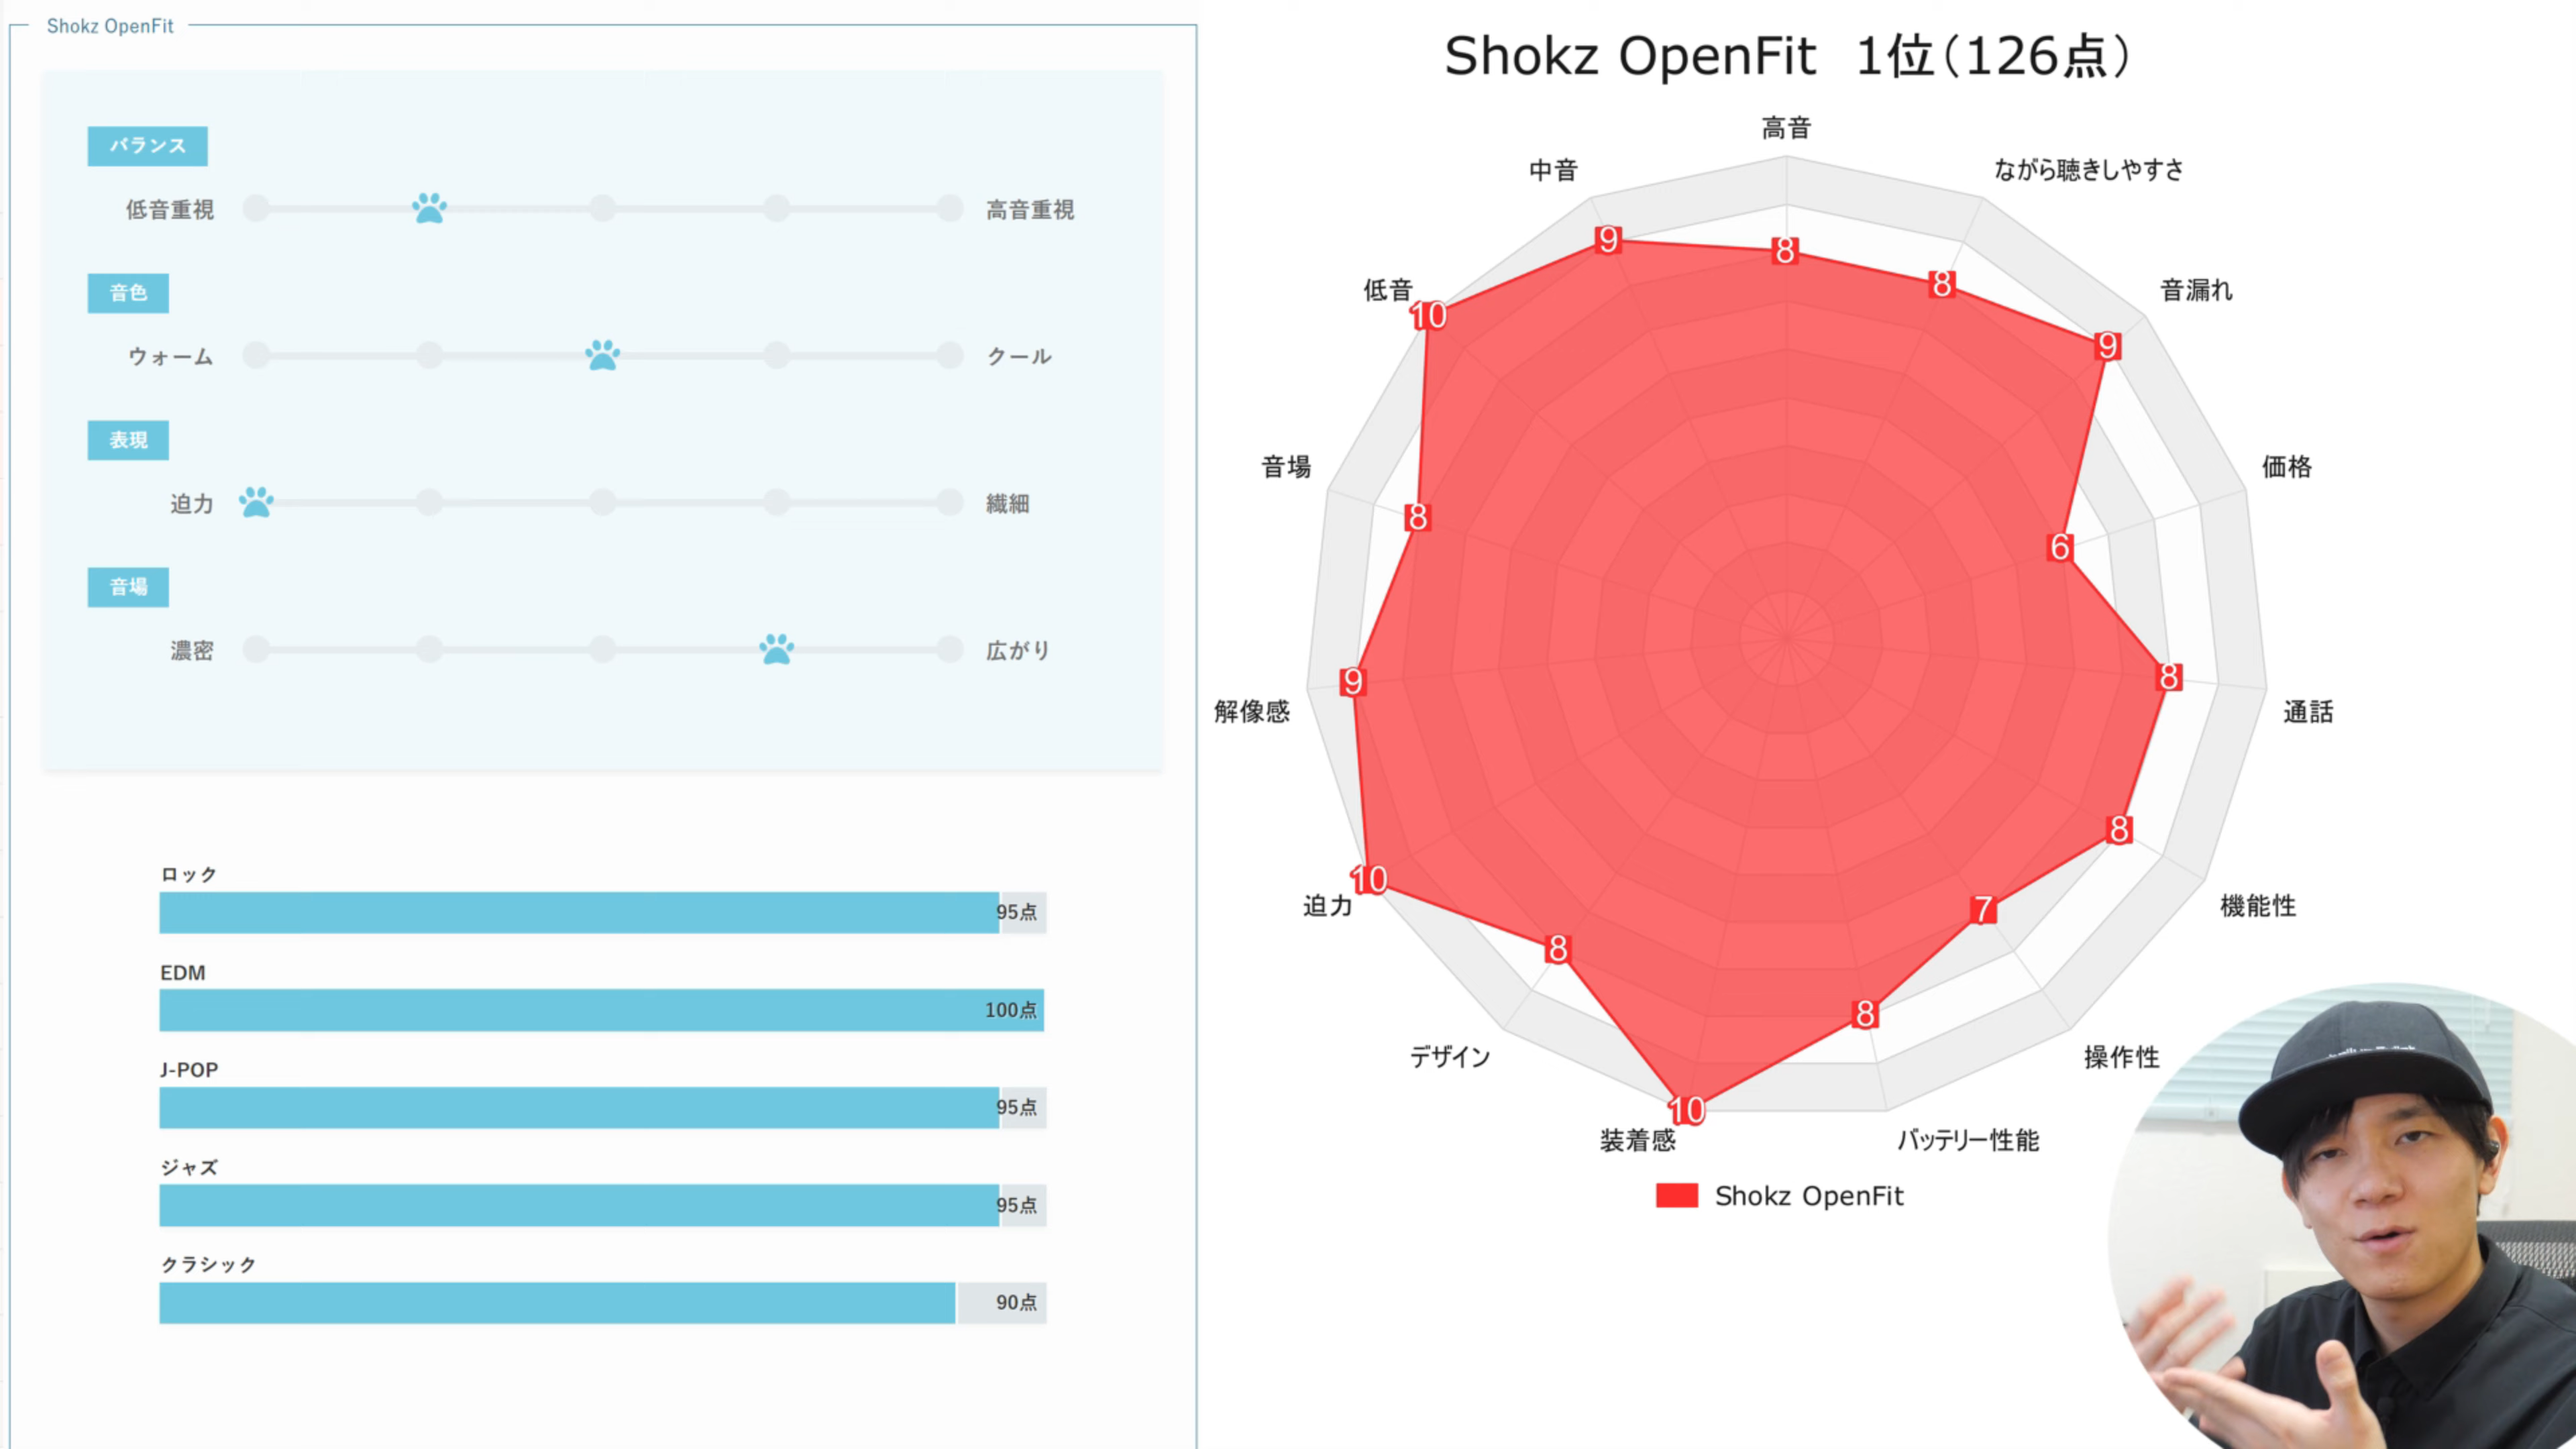 Shokz OpenFit
バランス
低音重視
高音重視
音色
ウォーム
クール
表現
迫力
繊細
音場
濃密
広がり
ロック
95点
EDM
100点
J-POP
95点
ジャズ
95点
クラシック
90点
Shokz OpenFit 1位(126点)
高音
8
ながら聴きしやすさ
8
音漏れ
9
価格
6
通話
8
機能性
8
操作性
7
バッテリー性能
8
装着感
10
デザイン
8
迫力
10
解像感
9
音場
8
低音
10
中音
9
Shokz OpenFit